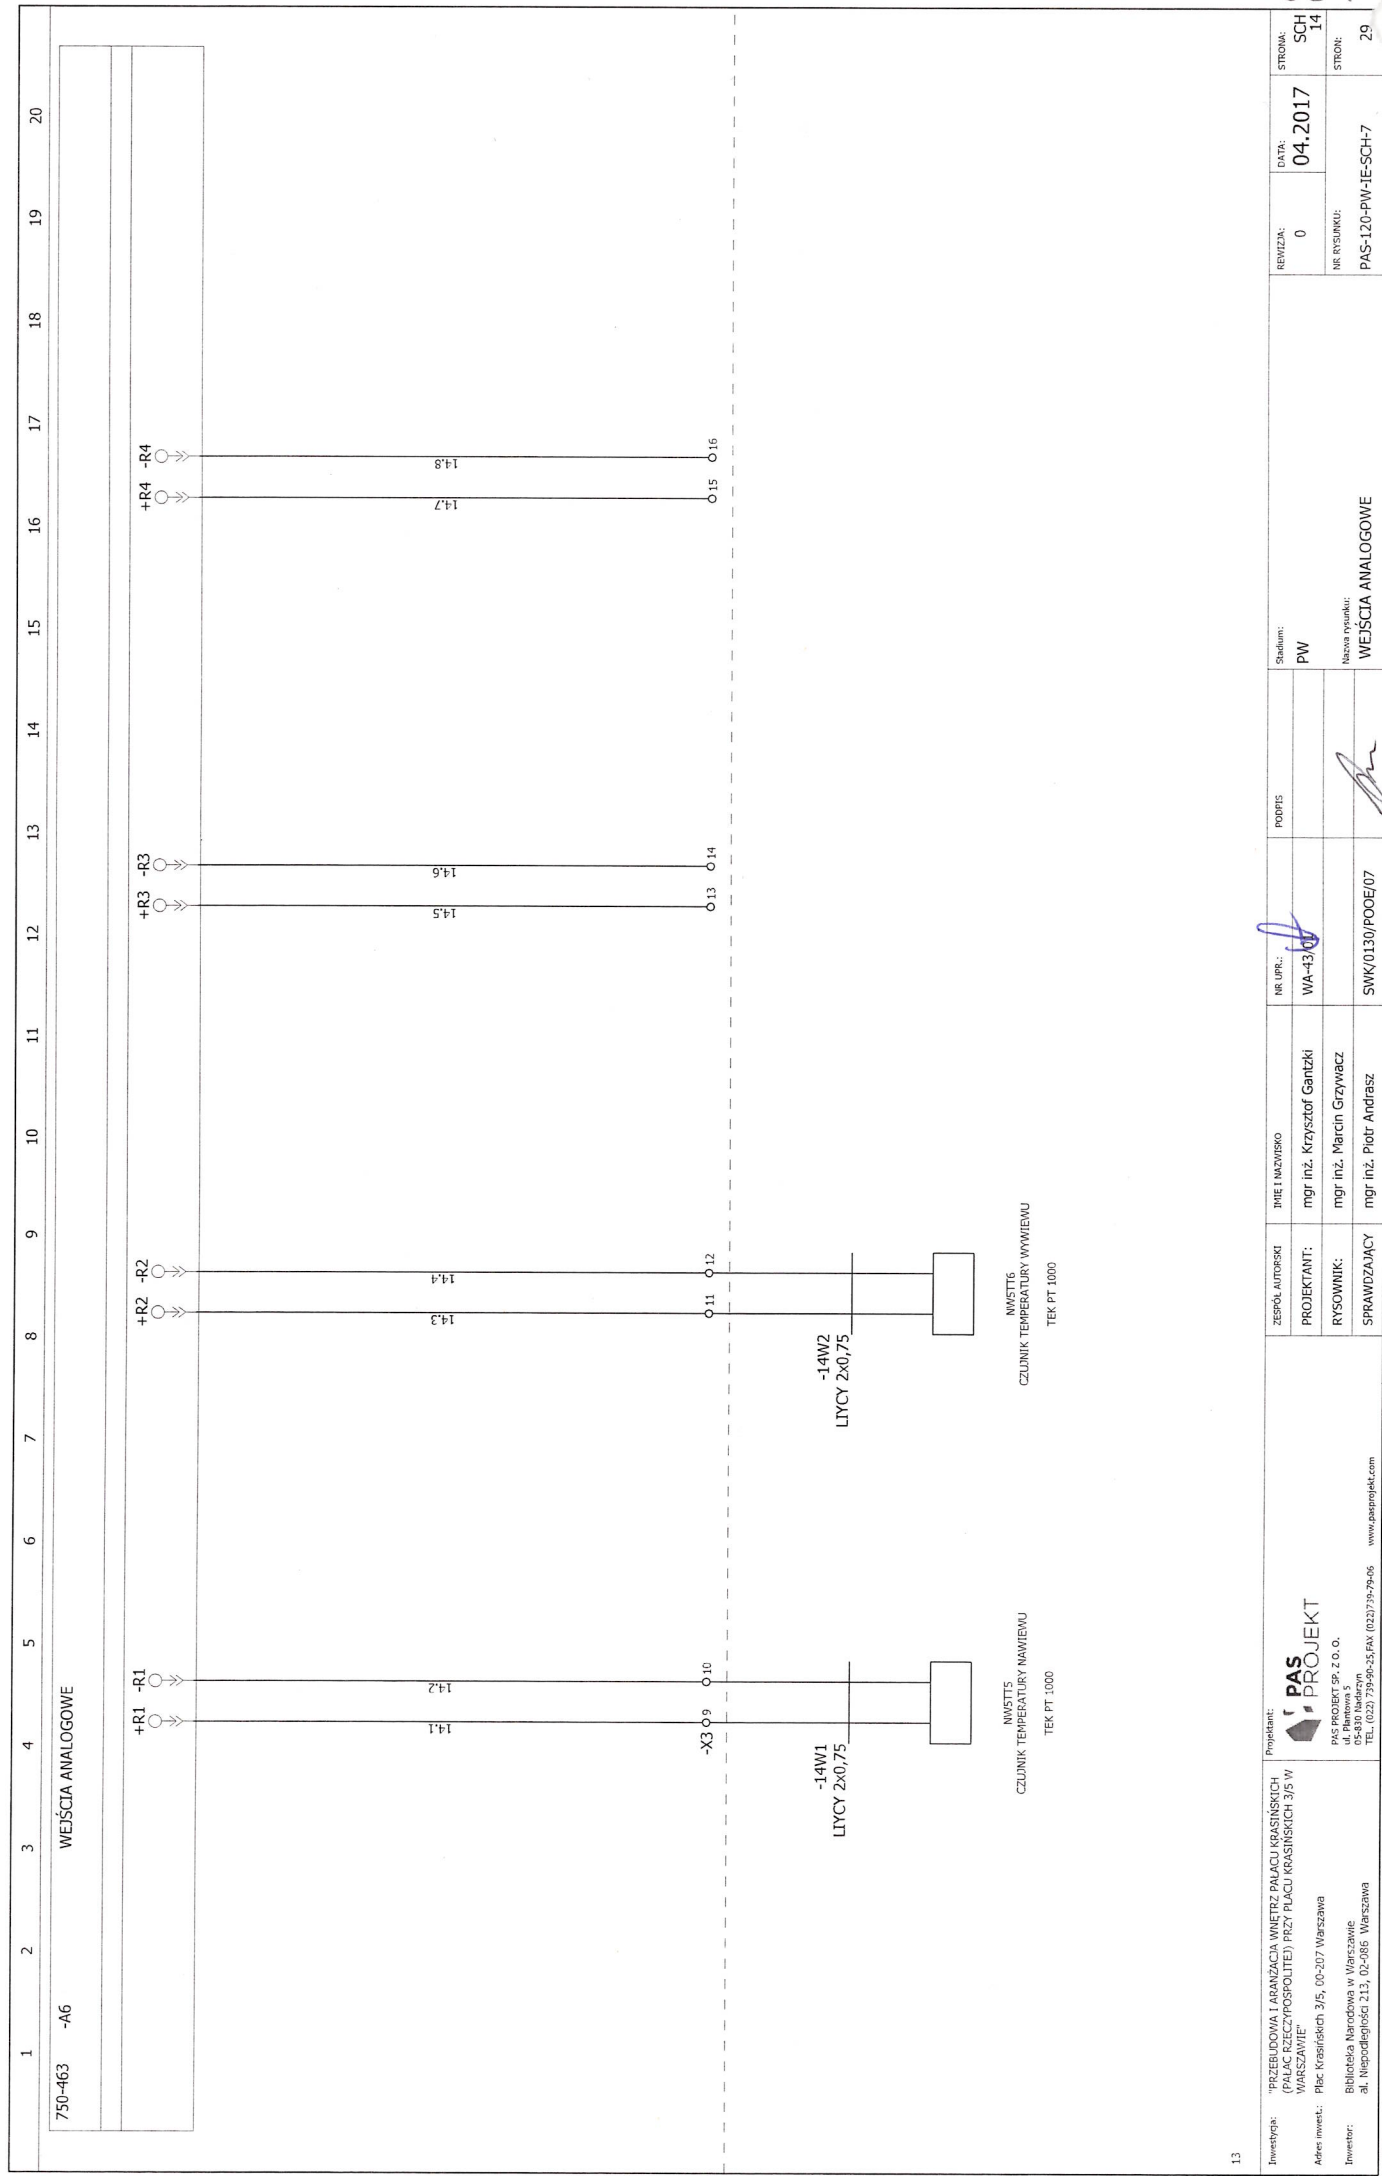 1 2 3 4 5 6 7 8 9 10 11 12 13 14 15 16 17 18 19 20
750-463 -A6 WEJŚCIA ANALOGOWE
+R1 -R1 +R2 -R2 +R3 -R3 +R4 -R4
14.1 14.2 14.3 14.4 14.5 14.6 14.7 14.8
-X3 9 10 11 12 13 14 15 16
-14W1
LIYCY 2x0,75
-14W2
LIYCY 2x0,75
NW5TT5
CZUJNIK TEMPERATURY NAWIEWU
TEK PT 1000
NW5TT6
CZUJNIK TEMPERATURY WYWIEWU
TEK PT 1000
13
Inwestycja: "PRZEBUDOWA I ARANŻACJA WNĘTRZ PAŁACU KRASIŃSKICH
(PAŁAC RZECZYPOSPOLITEJ) PRZY PLACU KRASIŃSKICH 3/5 W
WARSZAWIE"
Adres inwest.: Plac Krasińskich 3/5, 00-207 Warszawa
Inwestor: Biblioteka Narodowa w Warszawie
al. Niepodległości 213, 02-086 Warszawa
Projektant:
PAS
PROJEKT
PAS PROJEKT SP. Z O. O.
ul. Plantowa 5
05-830 Nadarzyn
TEL. (022) 739-90-25,FAX (022)739-79-06 www.pasprojekt.com
ZESPÓŁ AUTORSKI IMIĘ I NAZWISKO NR UPR.: PODPIS
PROJEKTANT: mgr inż. Krzysztof Gantzki WA-43/01
RYSOWNIK: mgr inż. Marcin Grzywacz
SPRAWDZAJĄCY mgr inż. Piotr Andrasz SWK/0130/POOE/07
Stadium:
PW
Nazwa rysunku:
WEJŚCIA ANALOGOWE
REWIZJA: DATA: STRONA:
0 04.2017 SCH
14
NR RYSUNKU: STRON:
PAS-120-PW-IE-SCH-7 29